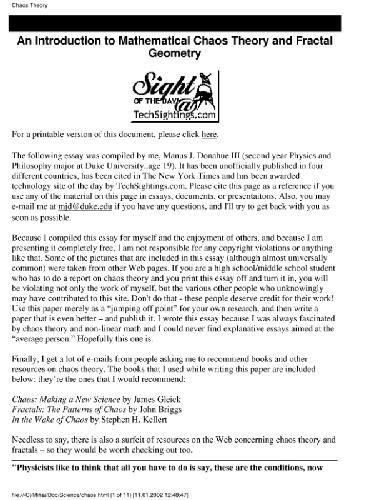 Chaos Theory
An Introduction to Mathematical Chaos Theory and Fractal
Geometry
Sight
OF THE DAY @
TechSightings.com
For a printable version of this document, please click here.
The following essay was compiled by me, Manus J. Donahue III (second year Physics and
Philosophy major at Duke University..age 19). It has been unofficially published in four
different countries, has been cited in The New York Times and has been awarded
technology site of the day by TechSightings.com. Please cite this page as a reference if you
use any of the material on this page in essays, documents, or presentaitons. Also, you may
e-mail me at mjd@duke.edu if you have any questions, and I'll try to get back with you as
soon as possible.
Because I compiled this essay for myself and the enjoyment of others, and because I am
presenting it completely free, I am not responsible for any copyright violations or anything
like that. Some of the pictures that are included in this essay (although almost universally
common) were taken from other Web pages. If you are a high school/middle school student
who has to do a report on chaos theory and you print this essay off and turn it in, you will
be violating not only the work of myself, but the various other people who unknowingly
may have contributed to this site. Don't do that - these people deserve credit for their work!
Use this paper merely as a “jumping off point” for your own research, and then write a
paper that is even better – and publish it. I wrote this essay because I was always fascinated
by chaos theory and non-linear math and I could never find explanative essays aimed at the
“average person.” Hopefully this one is.
Finally, I get a lot of e-mails from people asking me to recommend books and other
resources on chaos theory. The books that I used while writing this paper are included
below: they're the ones that I would recommend:
Chaos: Making a New Science by James Gleick
Fractals: The Patterns of Chaos by John Briggs
In the Wake of Chaos by Stephen H. Kellert
Needless to say, there is also a surfeit of resources on the Web concerning chaos theory and
fractals – so they would be worth checking out too.
"Physicists like to think that all you have to do is say, these are the conditions, now
file:///C|/Mihai/Doc/Science/chaos.html (1 of 11) [11.01.2002 12:48:47]